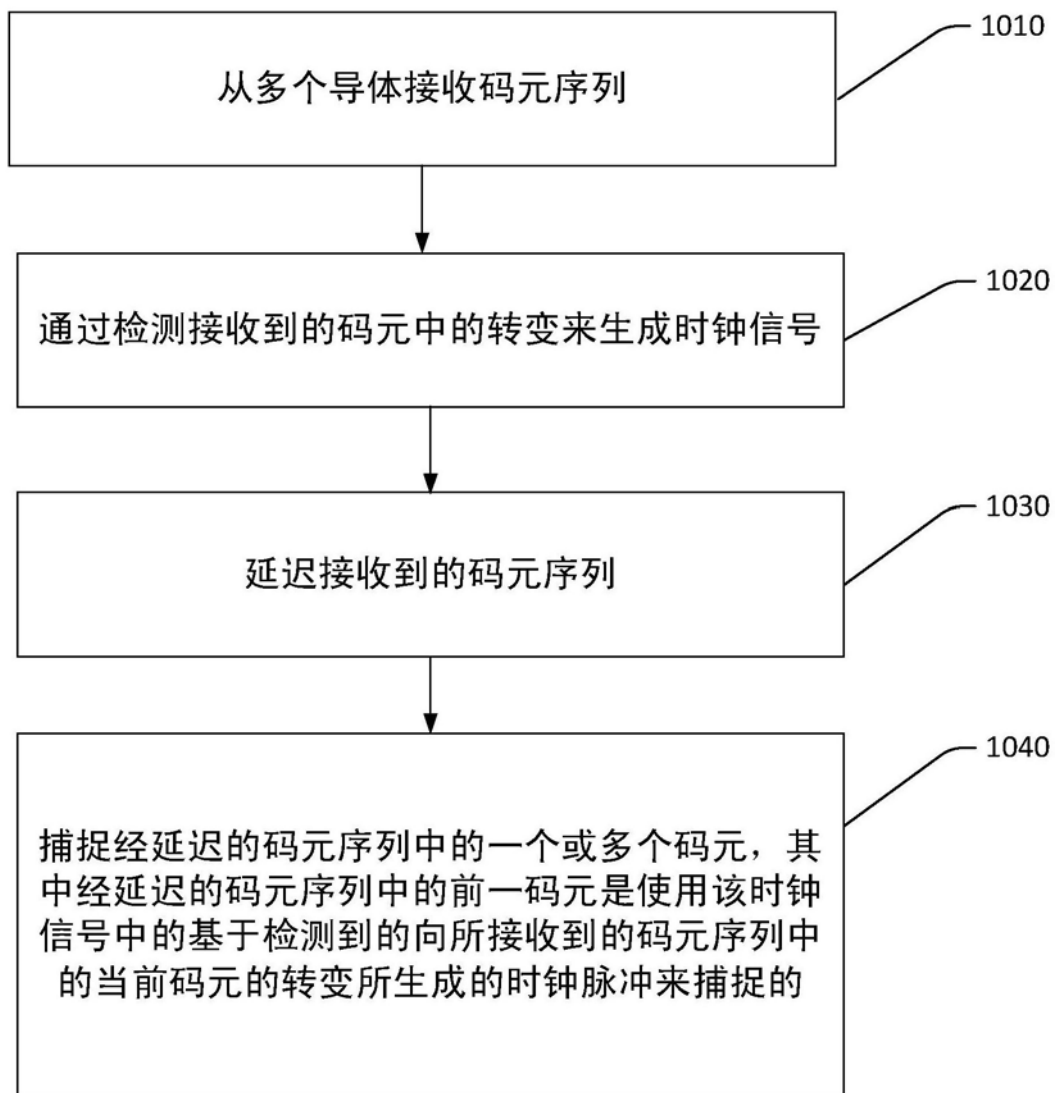 从多个导体接收码元序列
1010
通过检测接收到的码元中的转变来生成时钟信号
1020
延迟接收到的码元序列
1030
捕捉经延迟的码元序列中的一个或多个码元，其
中经延迟的码元序列中的前一码元是使用该时钟
信号中的基于检测到的向所接收到的码元序列中
的当前码元的转变所生成的时钟脉冲来捕捉的
1040